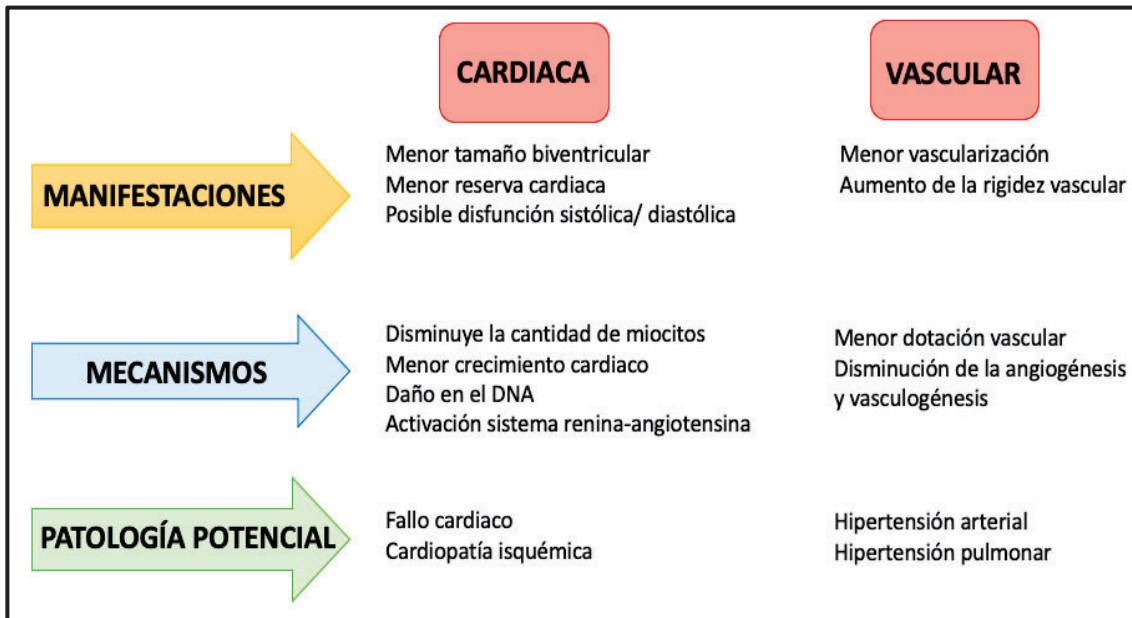 CARDIACA
VASCULAR
MANIFESTACIONES
Menor tamaño biventricular
Menor reserva cardiaca
Posible disfunción sistólica/ diastólica
Menor vascularización
Aumento de la rigidez vascular
MECANISMOS
Disminuye la cantidad de miocitos
Menor crecimiento cardiaco
Daño en el DNA
Activación sistema renina-angiotensina
Menor dotación vascular
Disminución de la angiogénesis
y vasculogénesis
PATOLOGÍA POTENCIAL
Fallo cardiaco
Cardiopatía isquémica
Hipertensión arterial
Hipertensión pulmonar